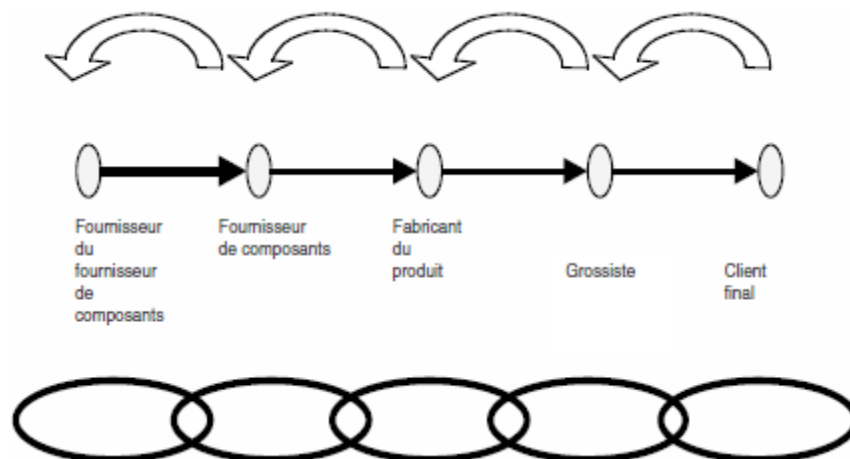 Fournisseur
du
fournisseur
de
composants
Fournisseur
de composants
Fabricant
du
produit
Grossiste
Client
final